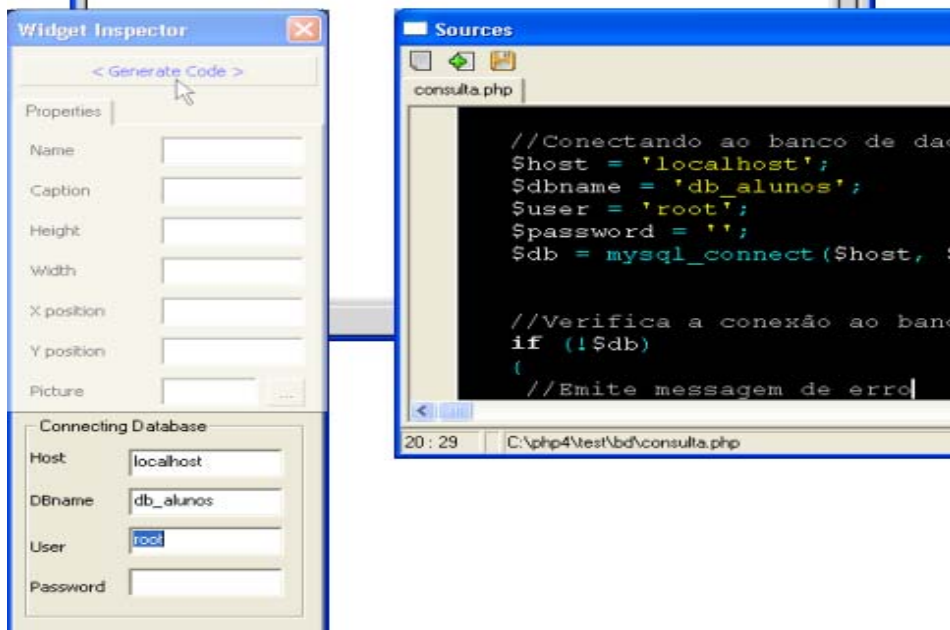 Widget Inspector
< Generate Code >
Properties
Name
Caption
Height
Width
X position
Y position
Picture
...
Connecting Database
Host localhost
DBname db_alunos
User root
Password
Sources
consulta.php
//Conectando ao banco de dad
$host = 'localhost';
$dbname = 'db_alunos';
$user = 'root';
$password = '';
$db = mysql_connect($host, $
//Verifica a conexão ao ban
if (!$db)
{
//Emite messagem de erro
20 : 29 C:\php4\test\bd\consulta.php